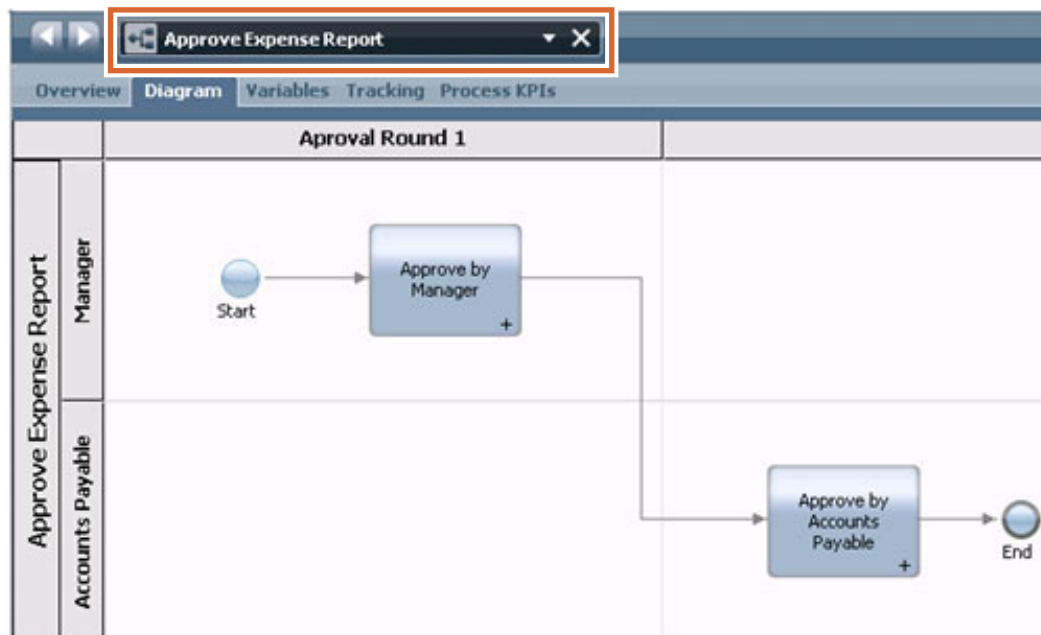 Approve Expense Report
Overview Diagram Variables Tracking Process KPIs
Aproval Round 1
Approve Expense Report
Manager
Start
Approve by
Manager
+
Accounts Payable
Approve by
Accounts
Payable
+
End